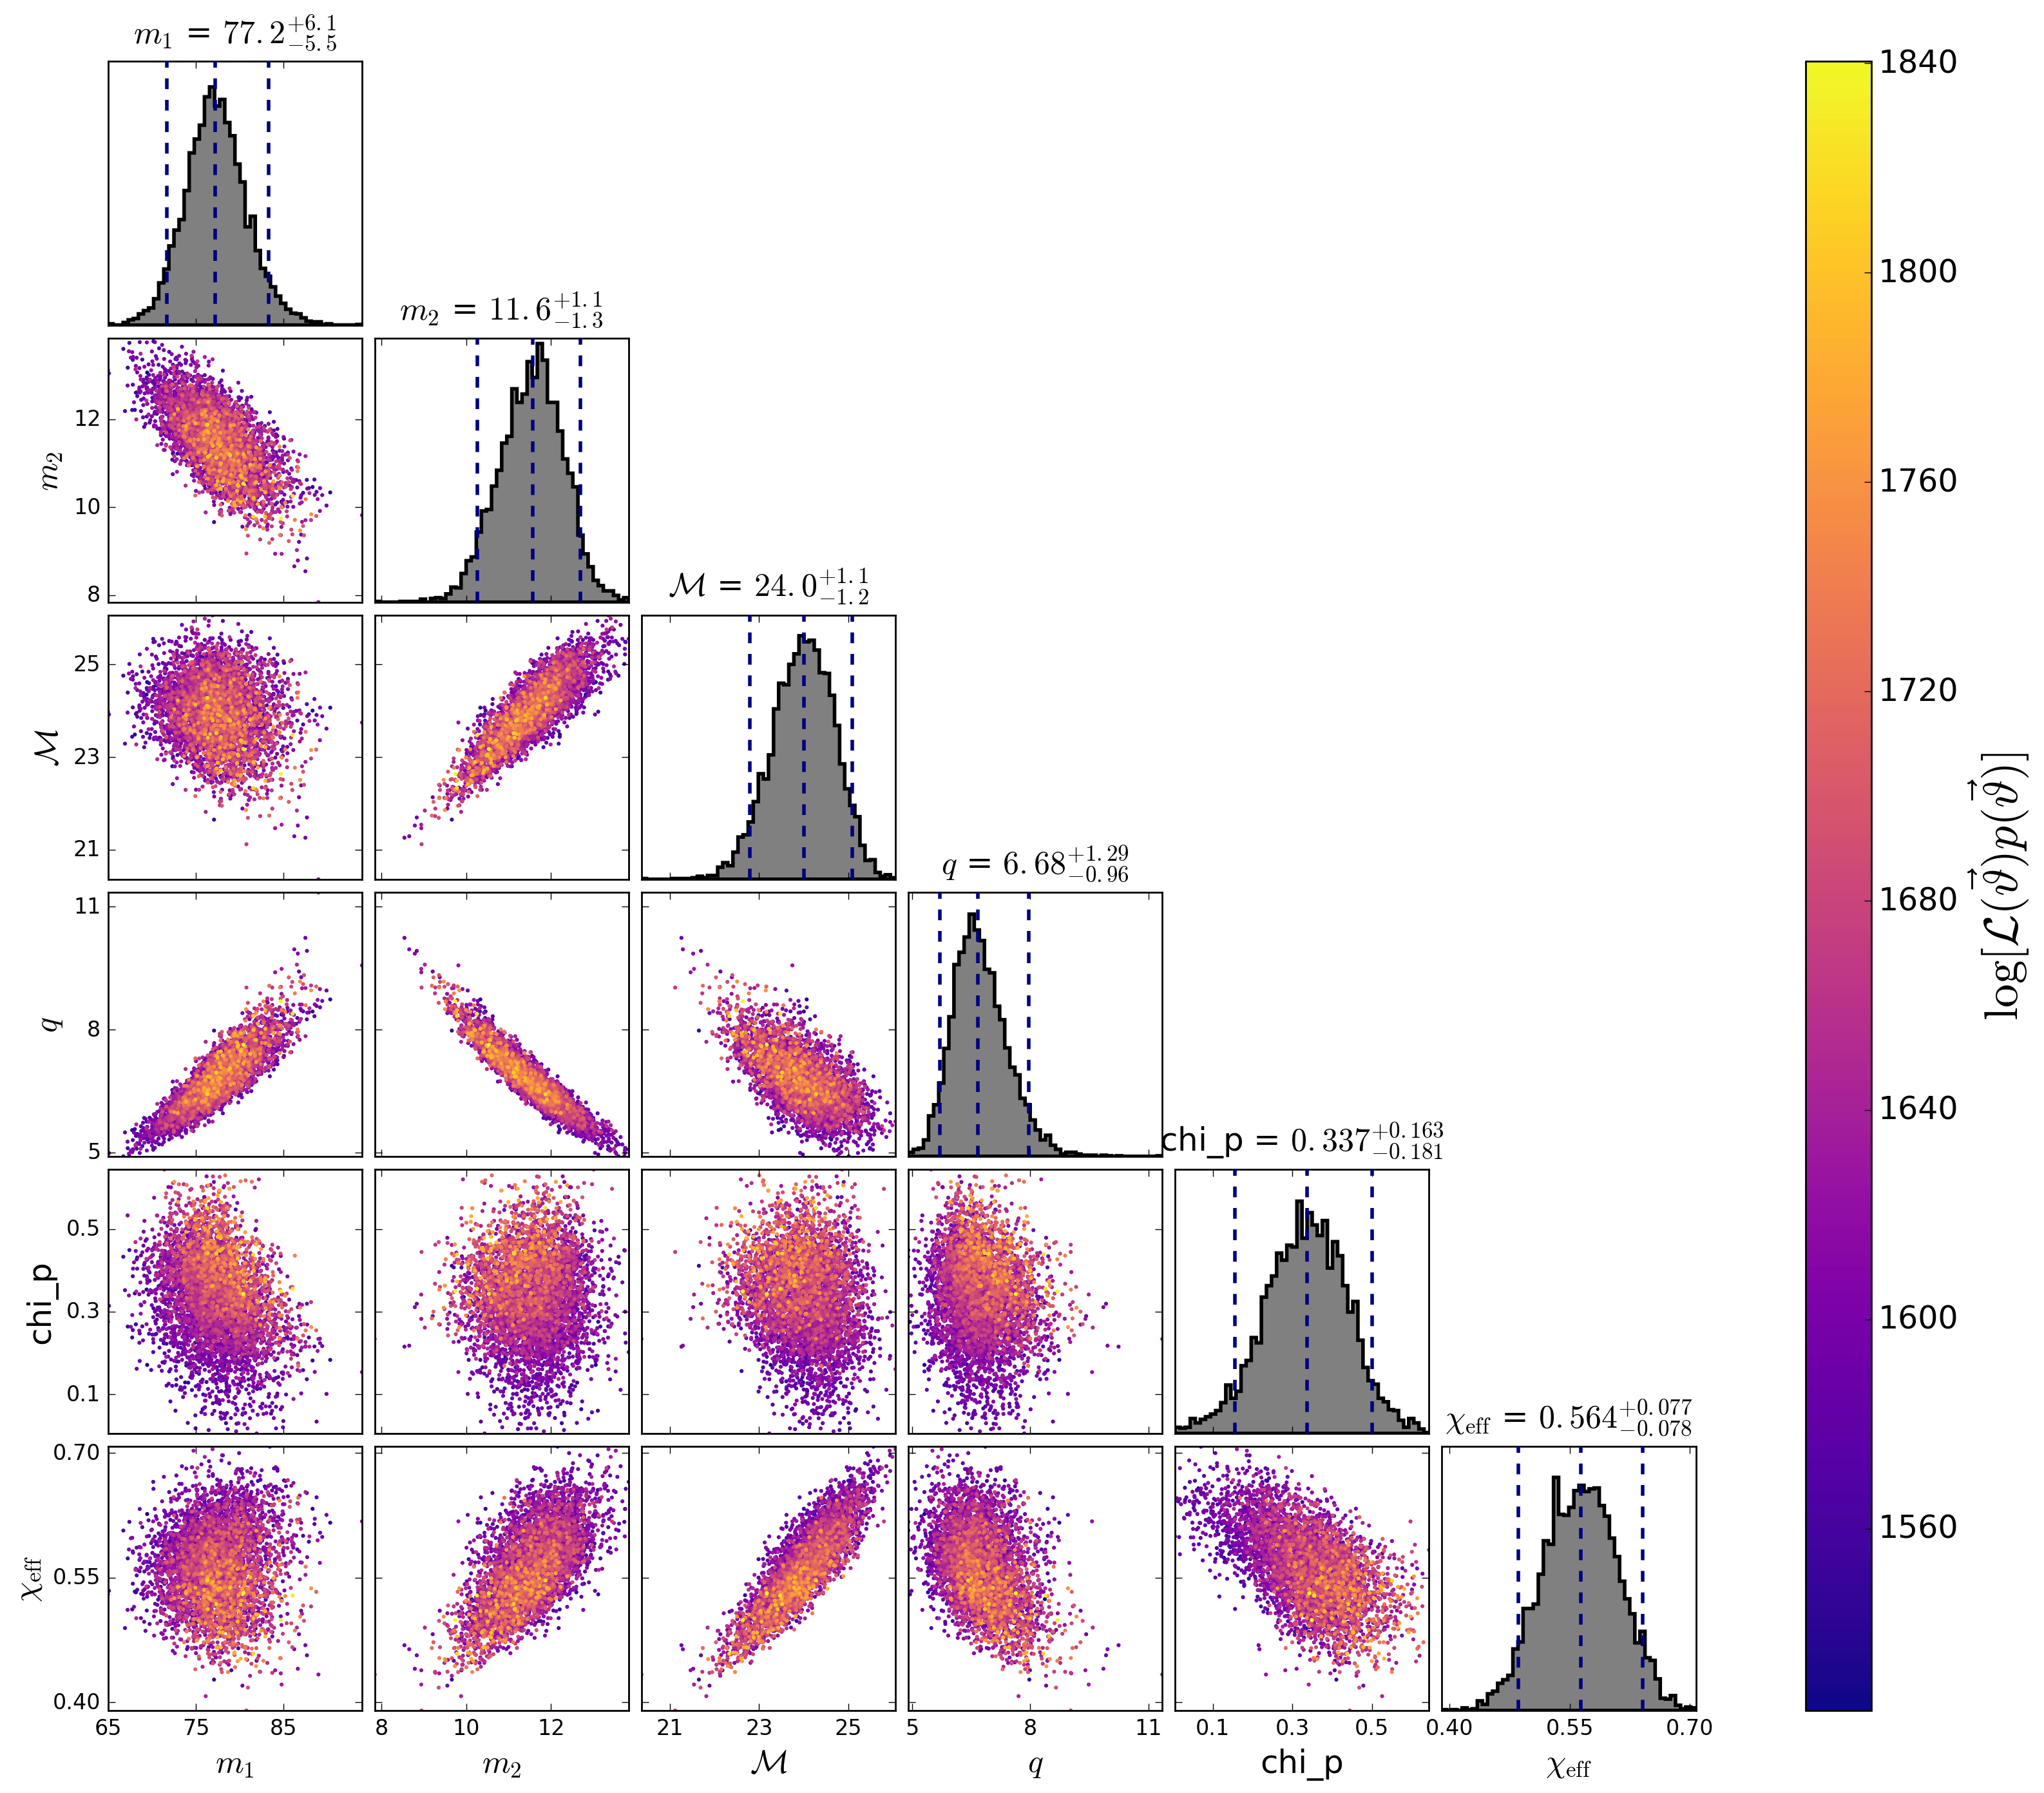 m₁ = 77.2⁺⁶·¹₋₅.₅
1840
1800
m₂ = 11.6⁺¹·¹₋₁.₃
12
10
8
m₂
1760
ℳ = 24.0⁺¹·¹₋₁.₂
25
23
21
ℳ
1720
q = 6.68⁺¹·²⁹₋₀.₉₆
11
8
5
q
1680
log[ℒ(ϑ⃗)p(ϑ⃗)]
1640
chi_p = 0.337⁺⁰·¹⁶³₋₀.₁₈₁
0.5
0.3
0.1
chi_p
1600
χeff = 0.564⁺⁰·⁰⁷⁷₋₀.₀₇₈
0.70
0.55
0.40
χeff
1560
65 75 85 8 10 12 21 23 25 5 8 11 0.1 0.3 0.5 0.40 0.55 0.70
m₁ m₂ ℳ q chi_p χeff